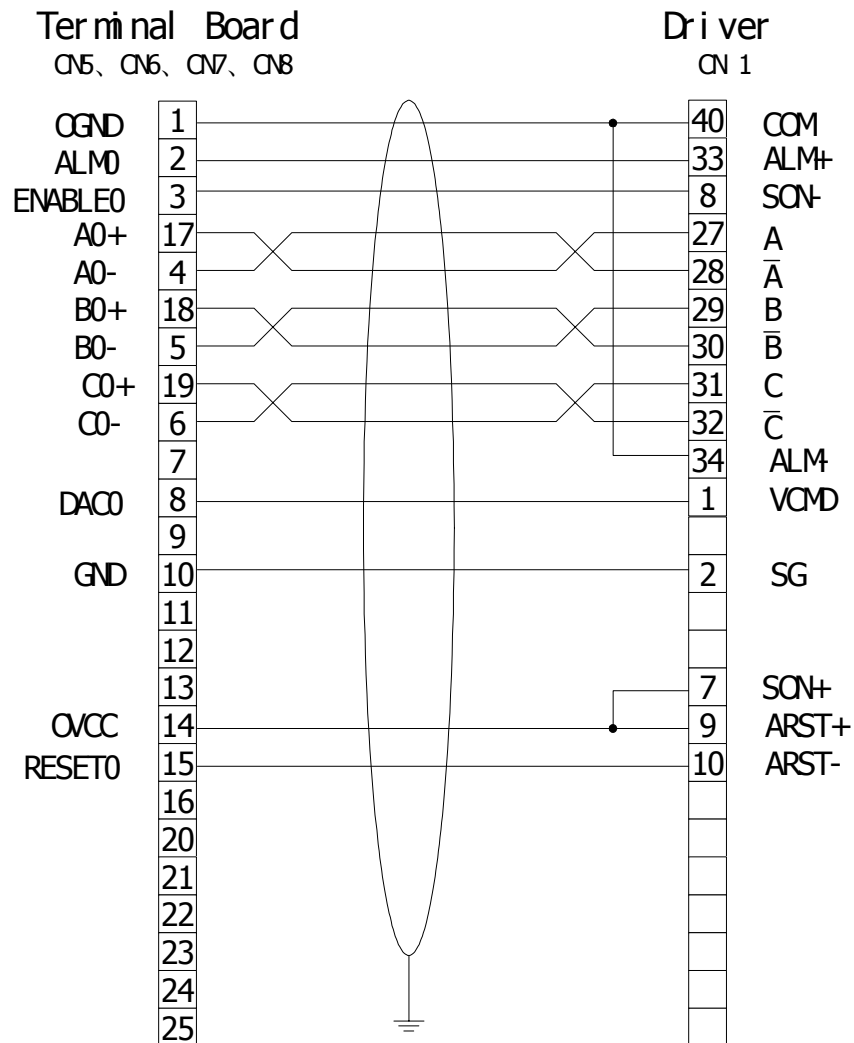 Terminal Board Driver
CN5、CN6、CN7、CN8 CN 1
OGND 1 40 COM
ALM0 2 33 ALM+
ENABLE0 3 8 SON-
A0+ 17 27 A
A0- 4 28 A̅
B0+ 18 29 B
B0- 5 30 B̅
C0+ 19 31 C
C0- 6 32 C̅
7 34 ALM-
DAC0 8 1 VCMD
9
GND 10 2 SG
11
12
13 7 SON+
OVCC 14 9 ARST+
RESET0 15 10 ARST-
16
20
21
22
23
24
25